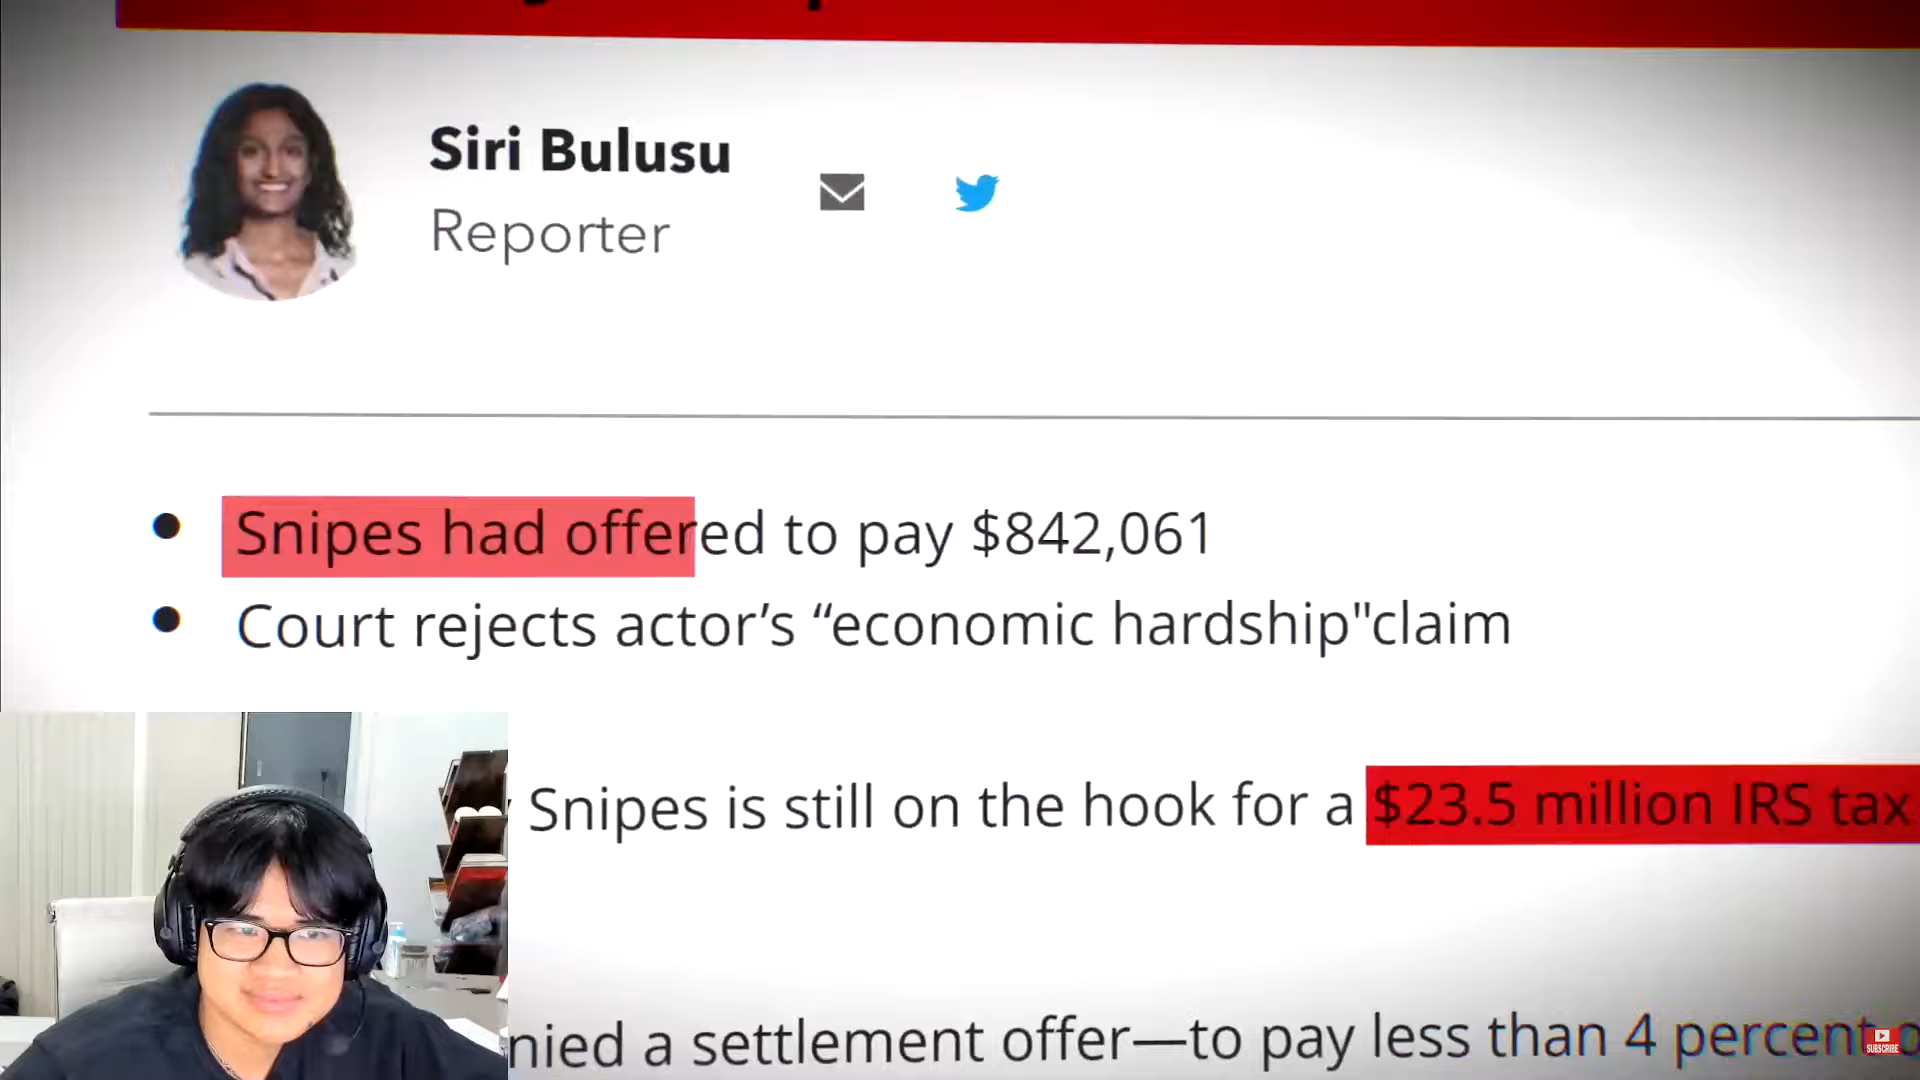 Siri Bulusu
Reporter
Snipes had offered to pay $842,061
Court rejects actor’s “economic hardship"claim
Snipes is still on the hook for a $23.5 million IRS tax
nied a settlement offer—to pay less than 4 percent
SUBSCRIBE